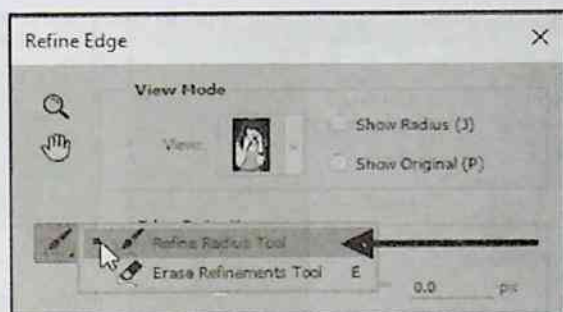 Refine Edge
View Mode
View:
Show Radius (J)
Show Original (P)
Refine Radius Tool
Erase Refinements Tool E
0.0 px